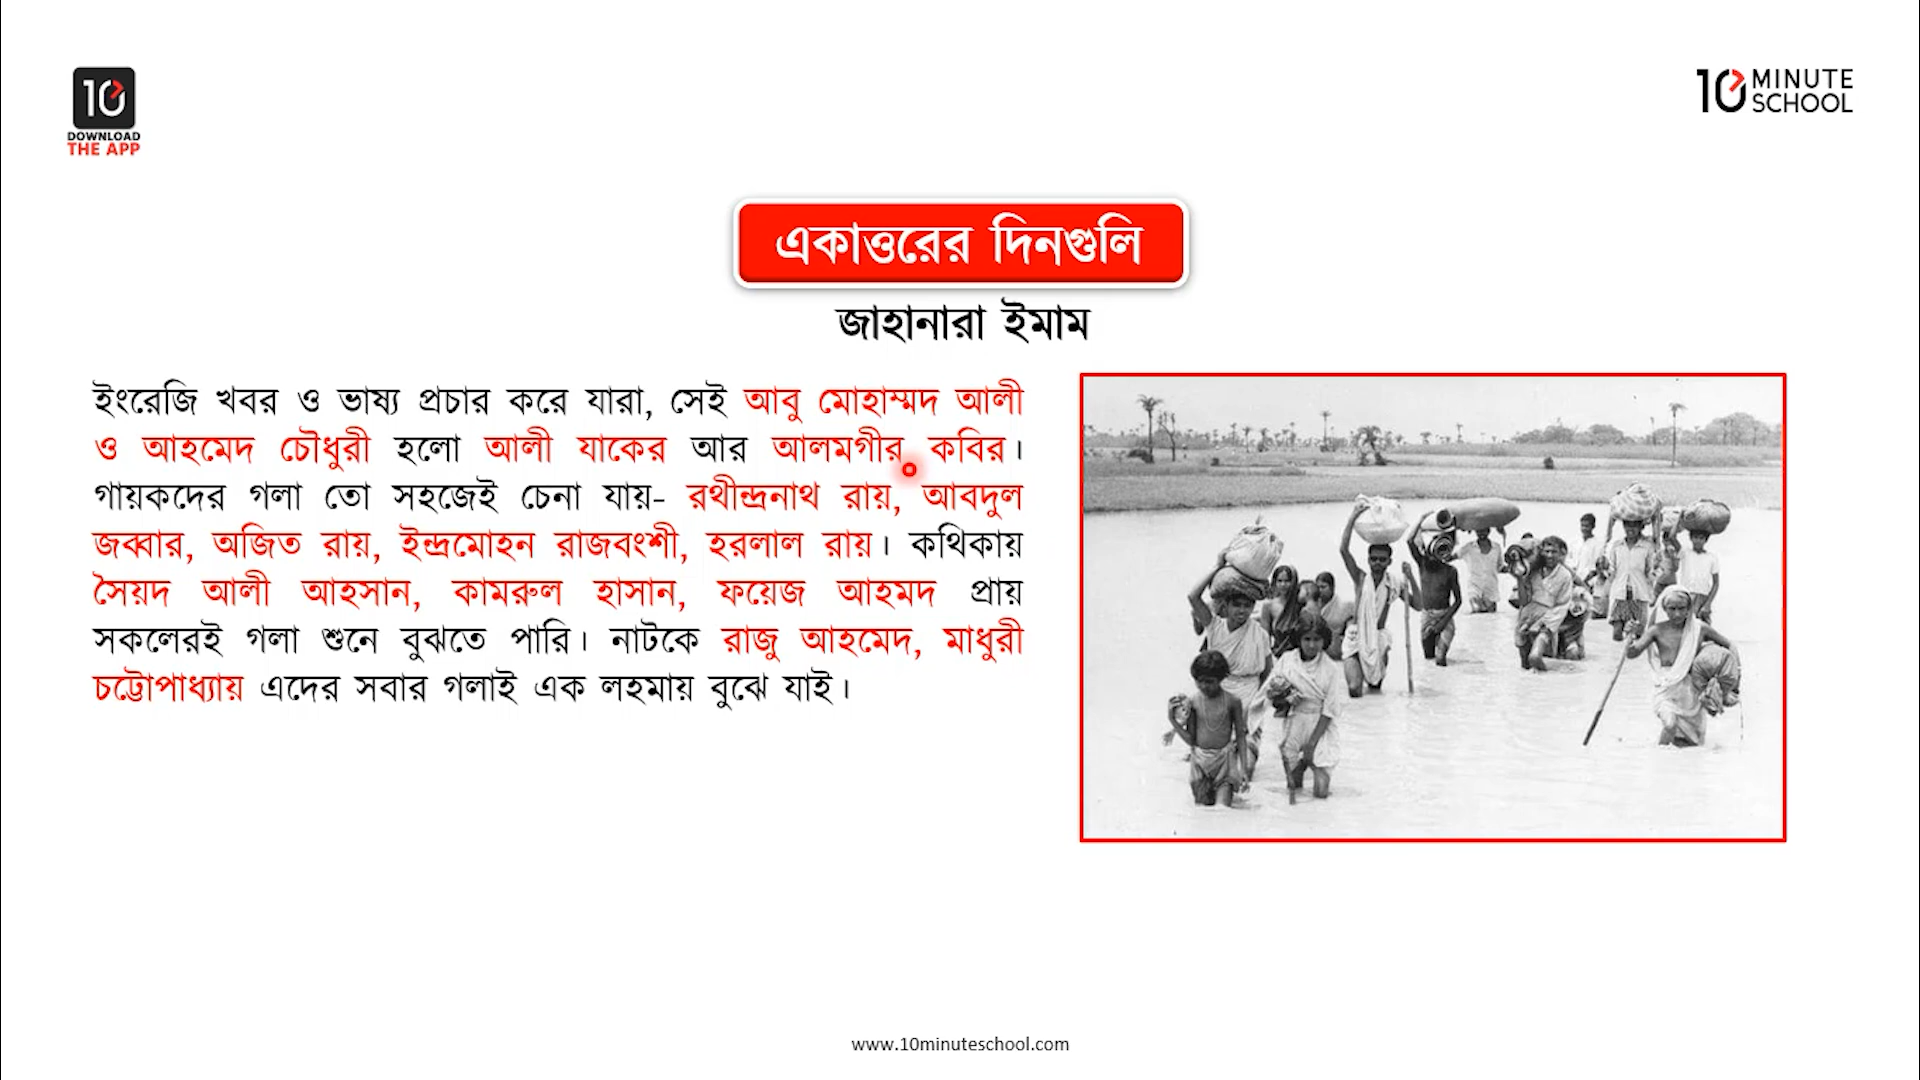 10
DOWNLOAD
THE APP
10 MINUTE
SCHOOL
একাত্তরের দিনগুলি
জাহানারা ইমাম
ইংরেজি খবর ও ভাষ্য প্রচার করে যারা, সেই আবু মোহাম্মদ আলী
ও আহমেদ চৌধুরী হলো আলী যাকের আর আলমগীর কবির।
গায়কদের গলা তো সহজেই চেনা যায়- রথীন্দ্রনাথ রায়, আবদুল
জব্বার, অজিত রায়, ইন্দ্রমোহন রাজবংশী, হরলাল রায়। কথিকায়
সৈয়দ আলী আহসান, কামরুল হাসান, ফয়েজ আহমদ প্রায়
সকলেরই গলা শুনে বুঝতে পারি। নাটকে রাজু আহমেদ, মাধুরী
চট্টোপাধ্যায় এদের সবার গলাই এক লহমায় বুঝে যাই।
www.10minuteschool.com